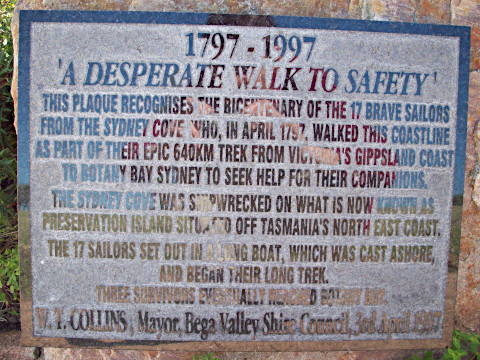 1797 - 1997
'A DESPERATE WALK TO SAFETY'
THIS PLAQUE RECOGNISES THE BICENTENARY OF THE 17 BRAVE SAILORS
FROM THE SYDNEY COVE WHO, IN APRIL 1797, WALKED THIS COASTLINE
AS PART OF THEIR EPIC 640KM TREK FROM VICTORIA'S GIPPSLAND COAST
TO BOTANY BAY SYDNEY TO SEEK HELP FOR THEIR COMPANIONS.
THE SYDNEY COVE WAS SHIPWRECKED ON WHAT IS NOW KNOWN AS
PRESERVATION ISLAND SITUATED OFF TASMANIA'S NORTH EAST COAST.
THE 17 SAILORS SET OUT IN A LONG BOAT, WHICH WAS CAST ASHORE,
AND BEGAN THEIR LONG TREK.
THREE SURVIVORS EVENTUALLY REACHED BOTANY BAY.
W. T. COLLINS, Mayor, Bega Valley Shire Council, 3rd April 1997